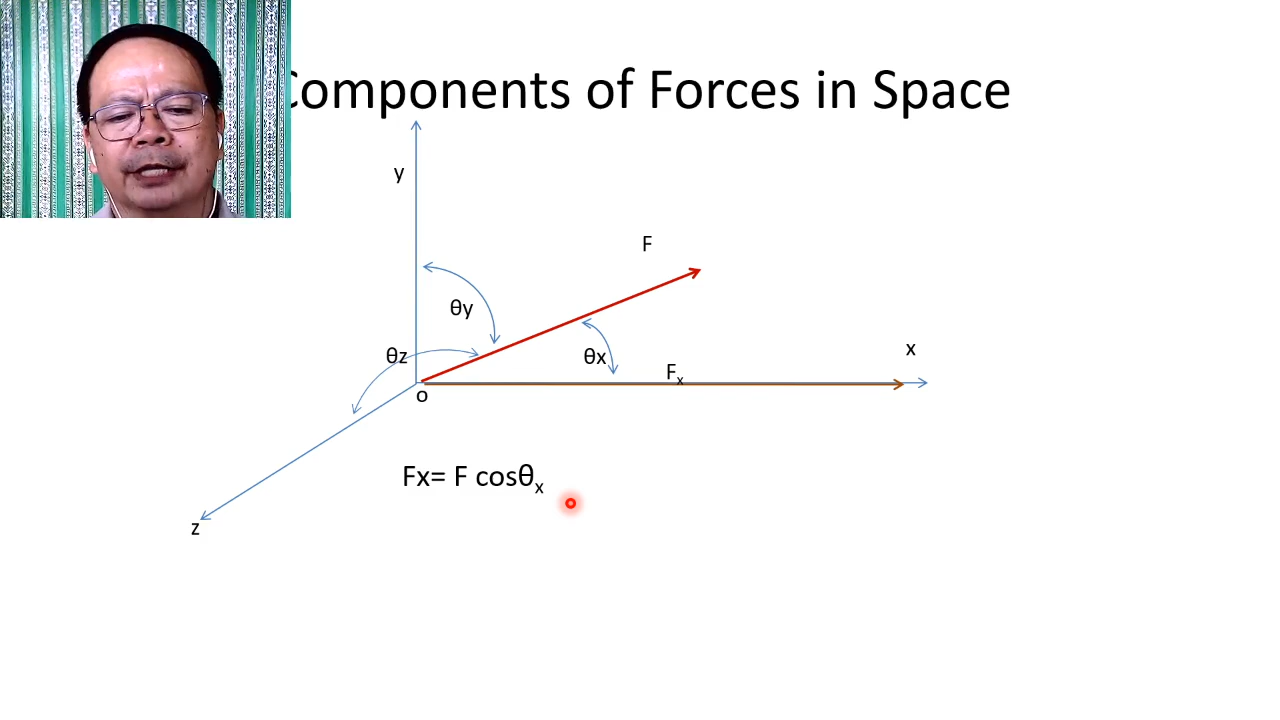 Components of Forces in Space
y
F
θy
x
θz
θx
Fx
o
Fx= F cosθx
z